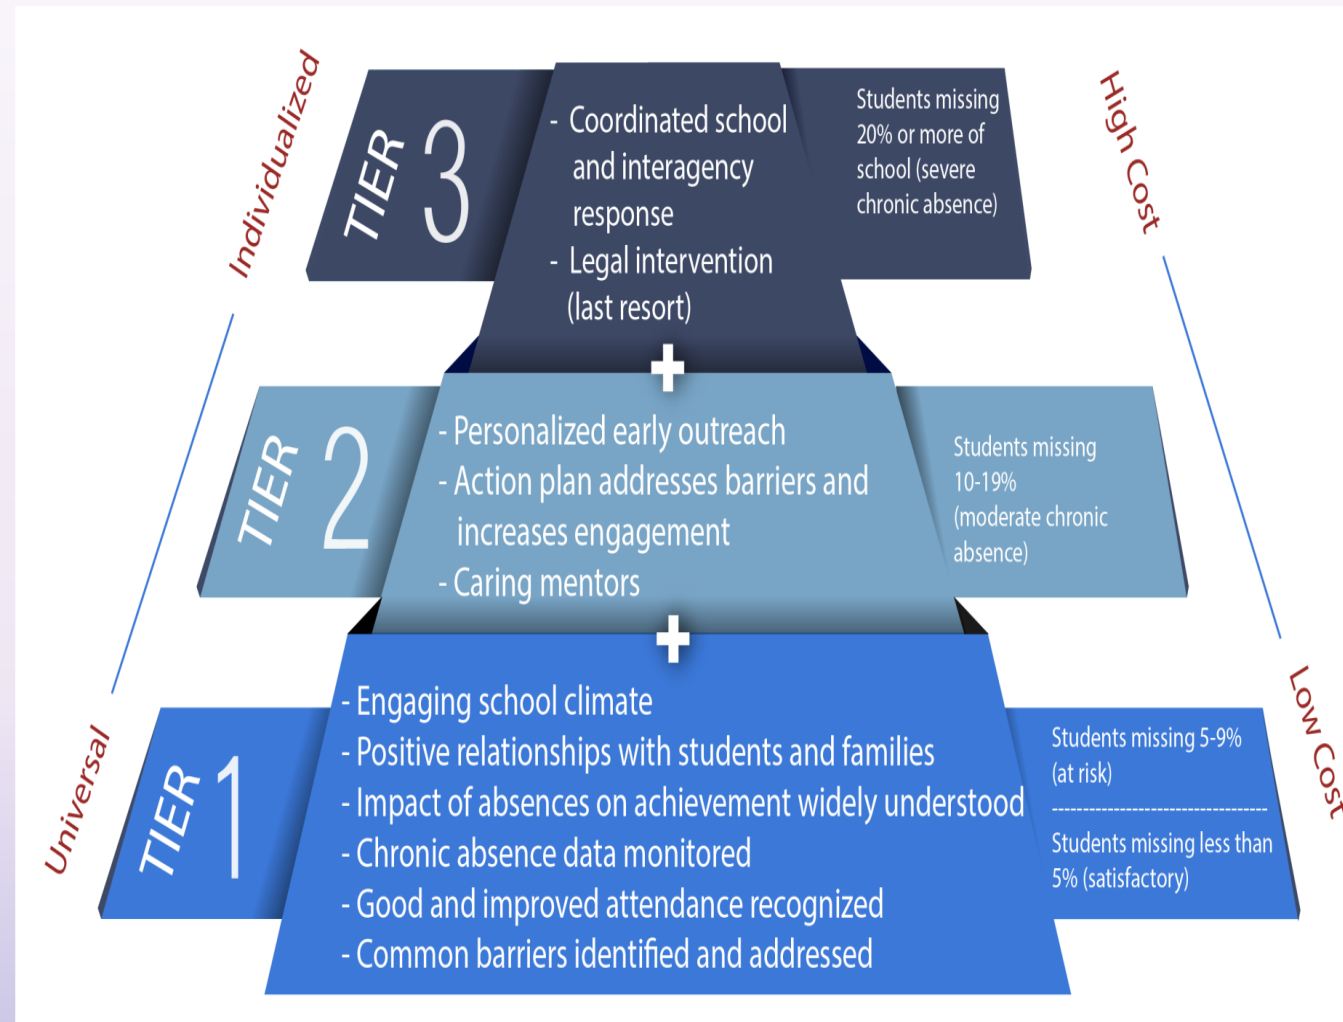 Individualized
High Cost
TIER 3
- Coordinated school
and interagency
response
- Legal intervention
(last resort)
Students missing
20% or more of
school (severe
chronic absence)
+
TIER 2
- Personalized early outreach
- Action plan addresses barriers and
increases engagement
- Caring mentors
Students missing
10-19%
(moderate chronic
absence)
+
Universal
Low Cost
TIER 1
- Engaging school climate
- Positive relationships with students and families
- Impact of absences on achievement widely understood
- Chronic absence data monitored
- Good and improved attendance recognized
- Common barriers identified and addressed
Students missing 5-9%
(at risk)
-----------------------------------
Students missing less than
5% (satisfactory)